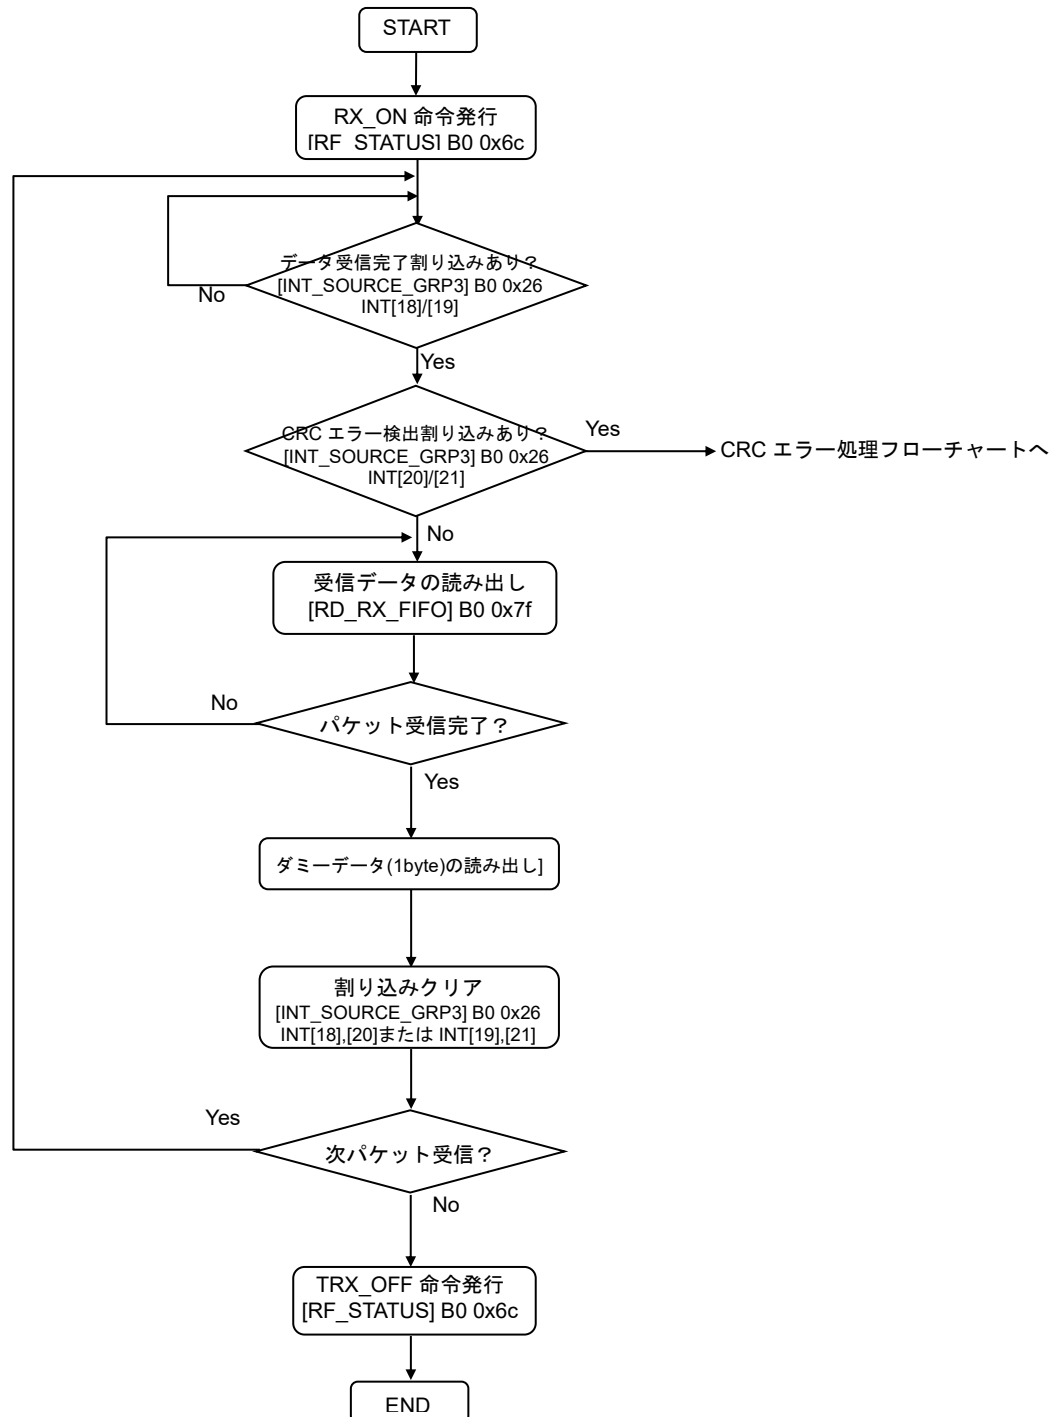 START
RX_ON 命令発行
[RF_STATUS] B0 0x6c
データ受信完了割り込みあり?
[INT_SOURCE_GRP3] B0 0x26
INT[18]/[19]
No
Yes
CRC エラー検出割り込みあり?
[INT_SOURCE_GRP3] B0 0x26
INT[20]/[21]
Yes
CRC エラー処理フローチャートへ
No
受信データの読み出し
[RD_RX_FIFO] B0 0x7f
No
パケット受信完了?
Yes
ダミーデータ(1byte)の読み出し]
割り込みクリア
[INT_SOURCE_GRP3] B0 0x26
INT[18],[20]または INT[19],[21]
Yes
次パケット受信?
No
TRX_OFF 命令発行
[RF_STATUS] B0 0x6c
END